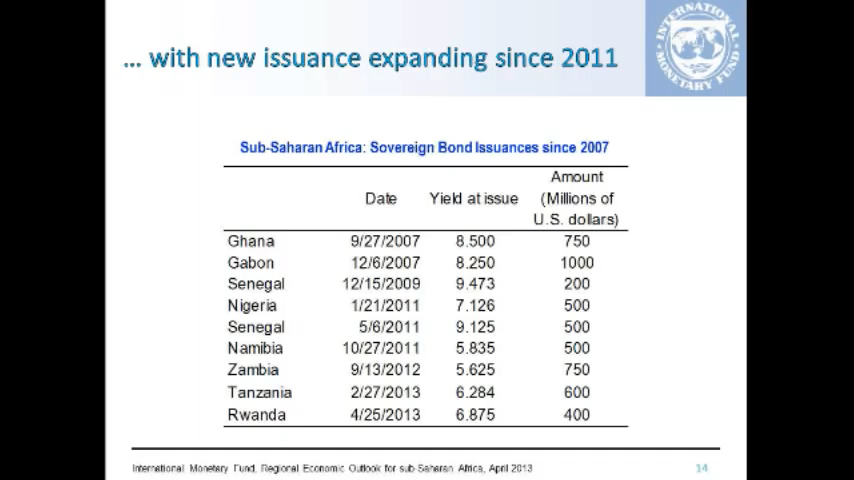 … with new issuance expanding since 2011
INTERNATIONAL MONETARY FUND
Sub-Saharan Africa: Sovereign Bond Issuances since 2007
Date Yield at issue Amount (Millions of U.S. dollars)
Ghana 9/27/2007 8.500 750
Gabon 12/6/2007 8.250 1000
Senegal 12/15/2009 9.473 200
Nigeria 1/21/2011 7.126 500
Senegal 5/6/2011 9.125 500
Namibia 10/27/2011 5.835 500
Zambia 9/13/2012 5.625 750
Tanzania 2/27/2013 6.284 600
Rwanda 4/25/2013 6.875 400
International Monetary Fund, Regional Economic Outlook for sub-Saharan Africa, April 2013
14